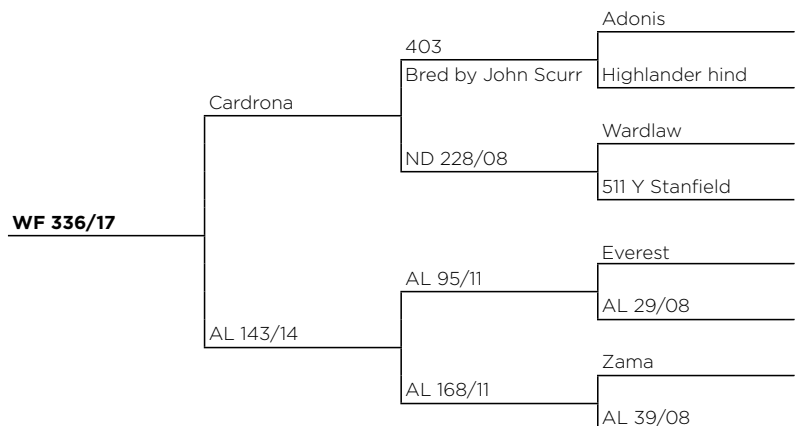 Adonis
403
Bred by John Scurr
Highlander hind
Cardrona
Wardlaw
ND 228/08
511 Y Stanfield
WF 336/17
Everest
AL 95/11
AL 29/08
AL 143/14
Zama
AL 168/11
AL 39/08